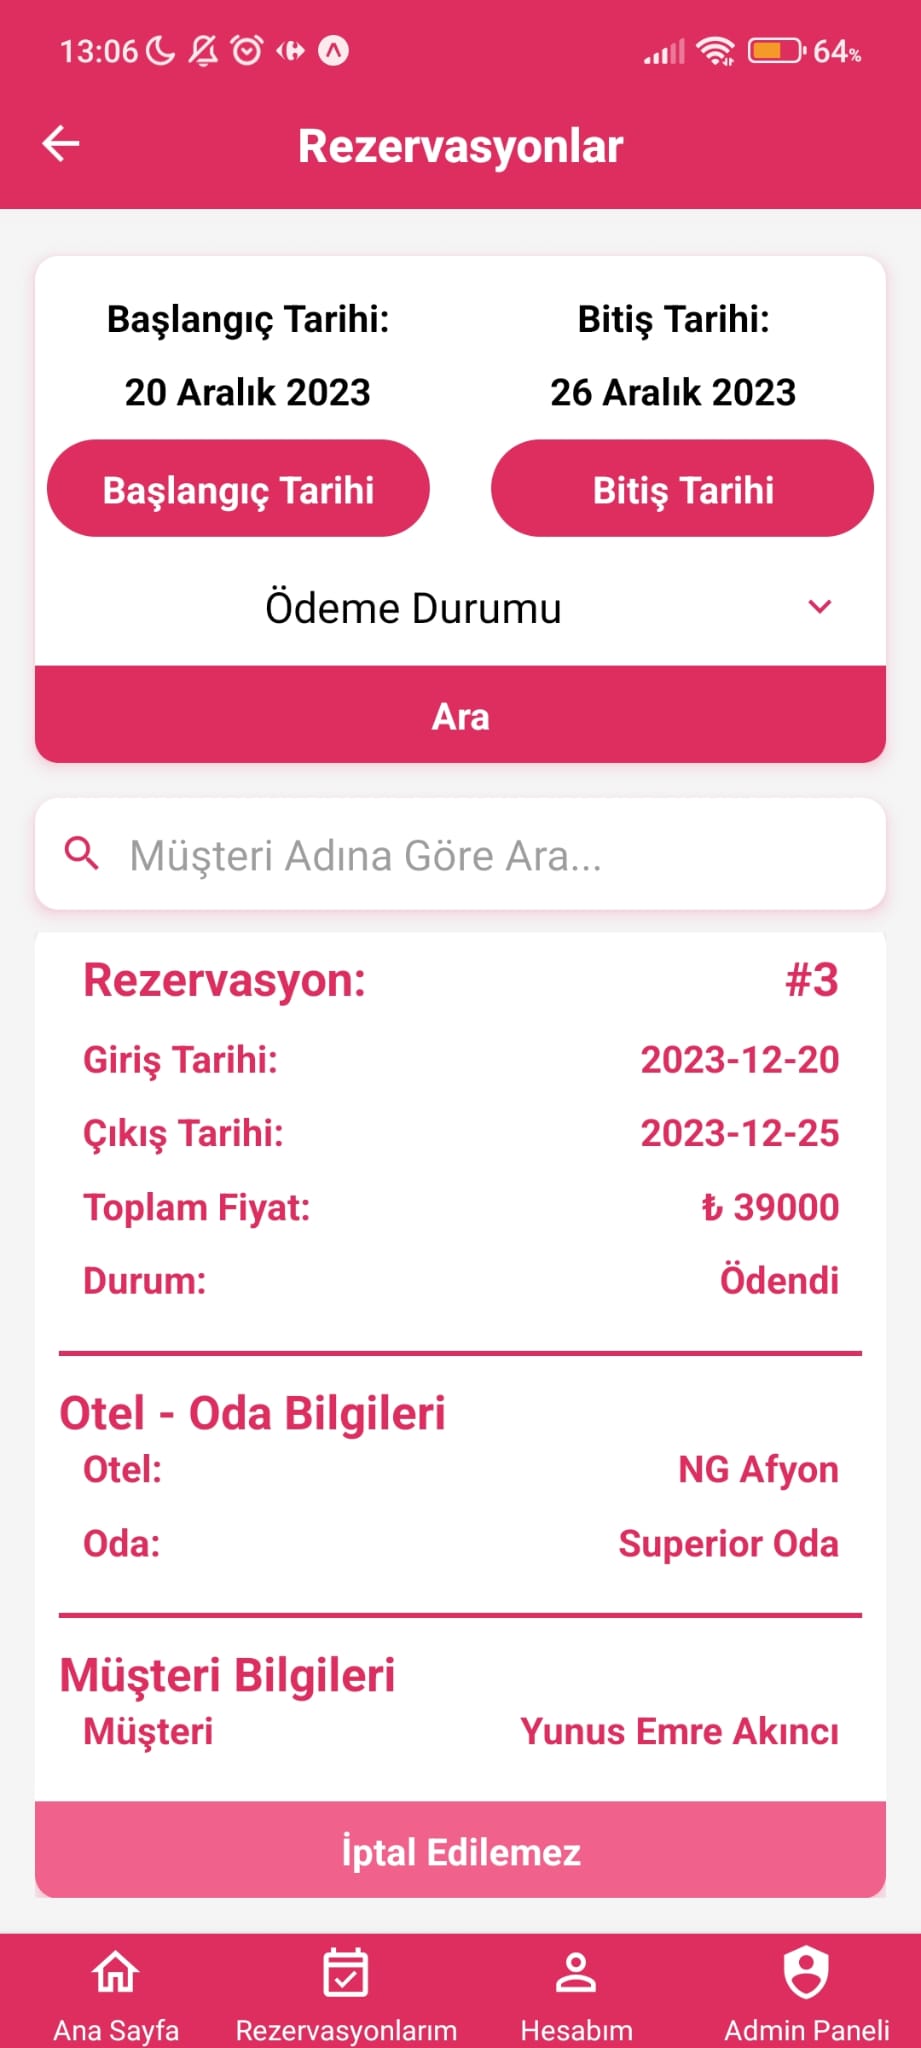 13:06 64%
Rezervasyonlar
Başlangıç Tarihi: Bitiş Tarihi:
20 Aralık 2023 26 Aralık 2023
Başlangıç Tarihi Bitiş Tarihi
Ödeme Durumu
Ara
Müşteri Adına Göre Ara...
Rezervasyon: #3
Giriş Tarihi: 2023-12-20
Çıkış Tarihi: 2023-12-25
Toplam Fiyat: ₺ 39000
Durum: Ödendi
Otel - Oda Bilgileri
Otel: NG Afyon
Oda: Superior Oda
Müşteri Bilgileri
Müşteri Yunus Emre Akıncı
İptal Edilemez
Ana Sayfa Rezervasyonlarım Hesabım Admin Paneli